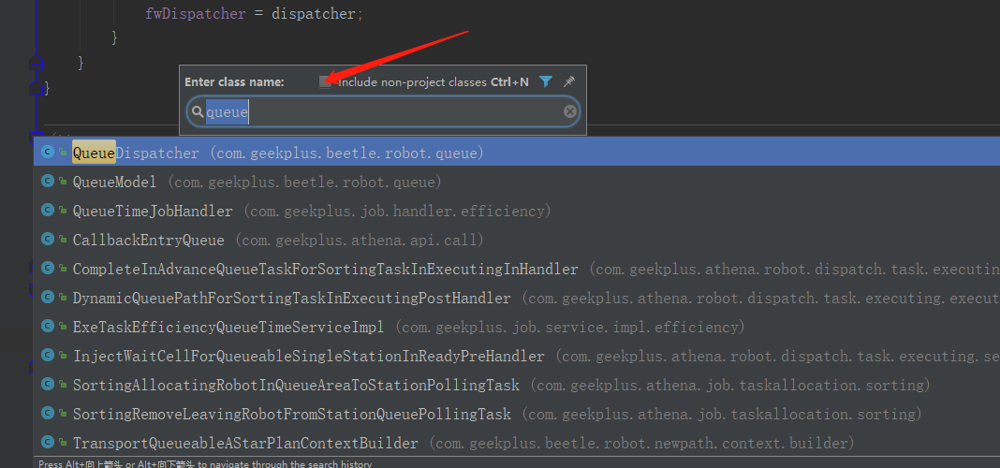 fwDispatcher = dispatcher;
}
}
}
Enter class name: Include non-project classes Ctrl+N
queue
QueueDispatcher (com.geekplus.beetle.robot.queue)
QueueModel (com.geekplus.beetle.robot.queue)
QueueTimeJobHandler (com.geekplus.job.handler.efficiency)
CallbackEntryQueue (com.geekplus.athena.api.call)
CompleteInAdvanceQueueTaskForSortingTaskInExecutingInHandler (com.geekplus.athena.robot.dispatch.task.executin
DynamicQueuePathForSortingTaskInExecutingPostHandler (com.geekplus.athena.robot.dispatch.task.executing.execut
ExeTaskEfficiencyQueueTimeServiceImpl (com.geekplus.job.service.impl.efficiency)
InjectWaitCellForQueueableSingleStationInReadyPreHandler (com.geekplus.athena.robot.dispatch.task.executing.se
SortingAllocatingRobotInQueueAreaToStationPollingTask (com.geekplus.athena.job.taskallocation.sorting)
SortingRemoveLeavingRobotFromStationQueuePollingTask (com.geekplus.athena.job.taskallocation.sorting)
TransportQueueableAStarPlanContextBuilder (com.geekplus.beetle.robot.newpath.context.builder)
Press Alt+向上箭头 or Alt+向下箭头 to navigate through the search history